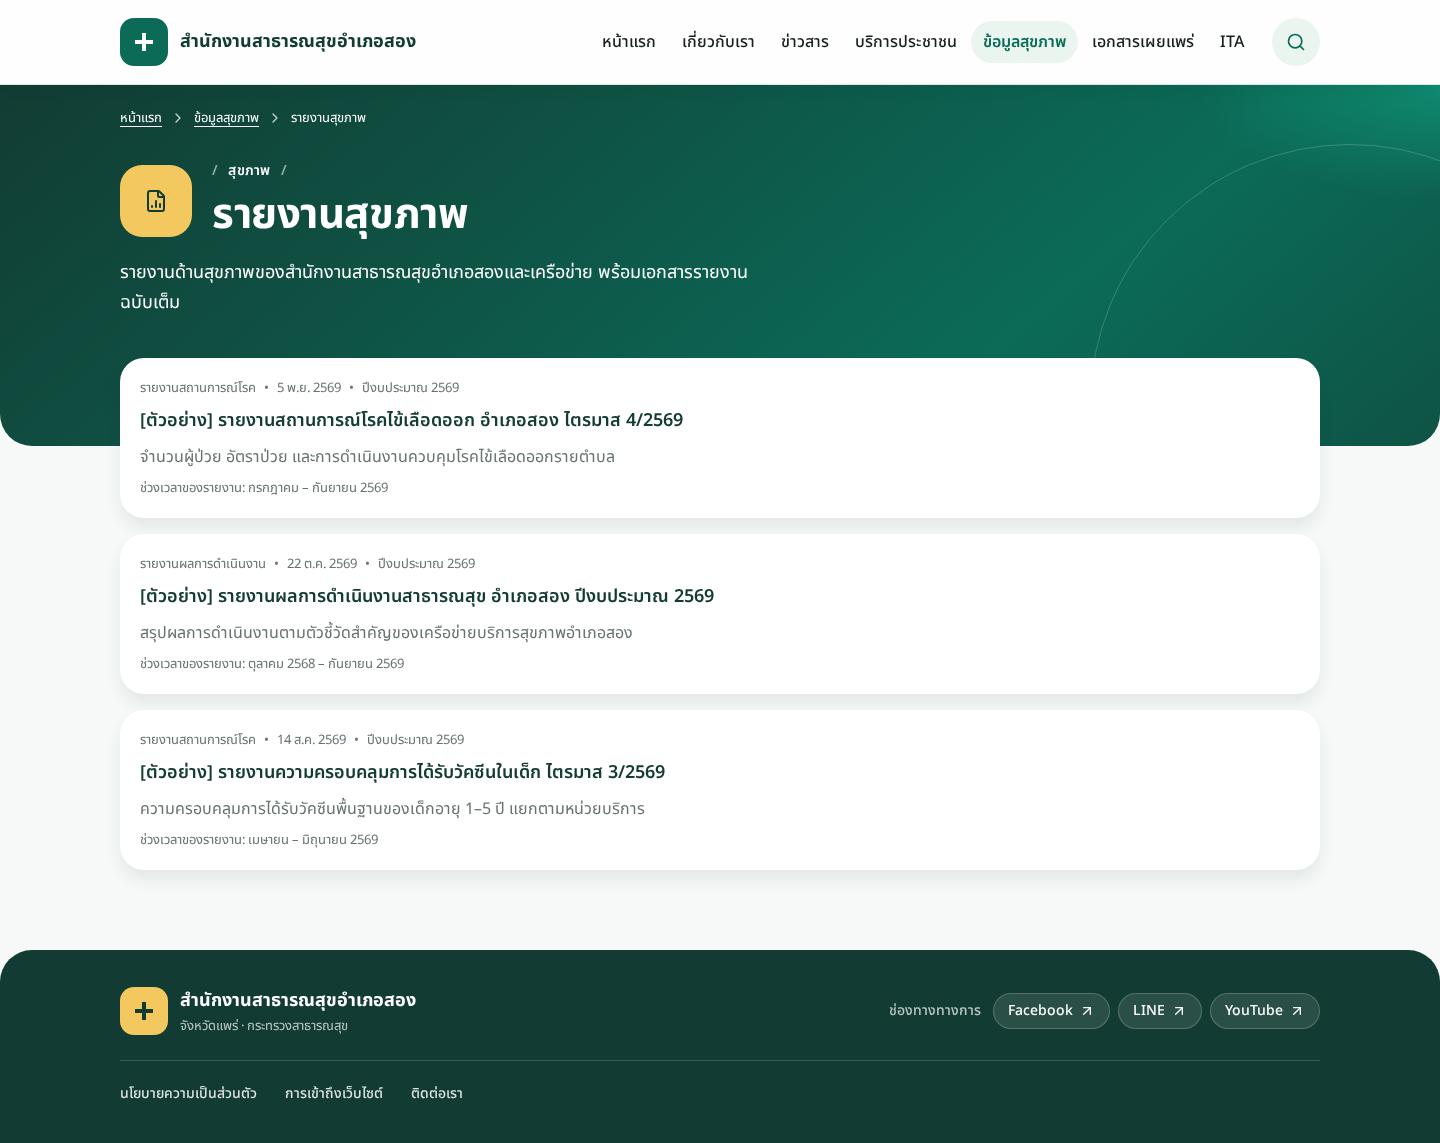 สำนักงานสาธารณสุขอำเภอสอง
หน้าแรก เกี่ยวกับเรา ข่าวสาร บริการประชาชน ข้อมูลสุขภาพ เอกสารเผยแพร่ ITA
หน้าแรก ข้อมูลสุขภาพ รายงานสุขภาพ
/ สุขภาพ /
รายงานสุขภาพ
รายงานด้านสุขภาพของสำนักงานสาธารณสุขอำเภอสองและเครือข่าย พร้อมเอกสารรายงาน
ฉบับเต็ม
รายงานสถานการณ์โรค • 5 พ.ย. 2569 • ปีงบประมาณ 2569
[ตัวอย่าง] รายงานสถานการณ์โรคไข้เลือดออก อำเภอสอง ไตรมาส 4/2569
จำนวนผู้ป่วย อัตราป่วย และการดำเนินงานควบคุมโรคไข้เลือดออกรายตำบล
ช่วงเวลาของรายงาน: กรกฎาคม – กันยายน 2569
รายงานผลการดำเนินงาน • 22 ต.ค. 2569 • ปีงบประมาณ 2569
[ตัวอย่าง] รายงานผลการดำเนินงานสาธารณสุข อำเภอสอง ปีงบประมาณ 2569
สรุปผลการดำเนินงานตามตัวชี้วัดสำคัญของเครือข่ายบริการสุขภาพอำเภอสอง
ช่วงเวลาของรายงาน: ตุลาคม 2568 – กันยายน 2569
รายงานสถานการณ์โรค • 14 ส.ค. 2569 • ปีงบประมาณ 2569
[ตัวอย่าง] รายงานความครอบคลุมการได้รับวัคซีนในเด็ก ไตรมาส 3/2569
ความครอบคลุมการได้รับวัคซีนพื้นฐานของเด็กอายุ 1–5 ปี แยกตามหน่วยบริการ
ช่วงเวลาของรายงาน: เมษายน – มิถุนายน 2569
สำนักงานสาธารณสุขอำเภอสอง
จังหวัดแพร่ · กระทรวงสาธารณสุข
ช่องทางทางการ Facebook LINE YouTube
นโยบายความเป็นส่วนตัว การเข้าถึงเว็บไซต์ ติดต่อเรา